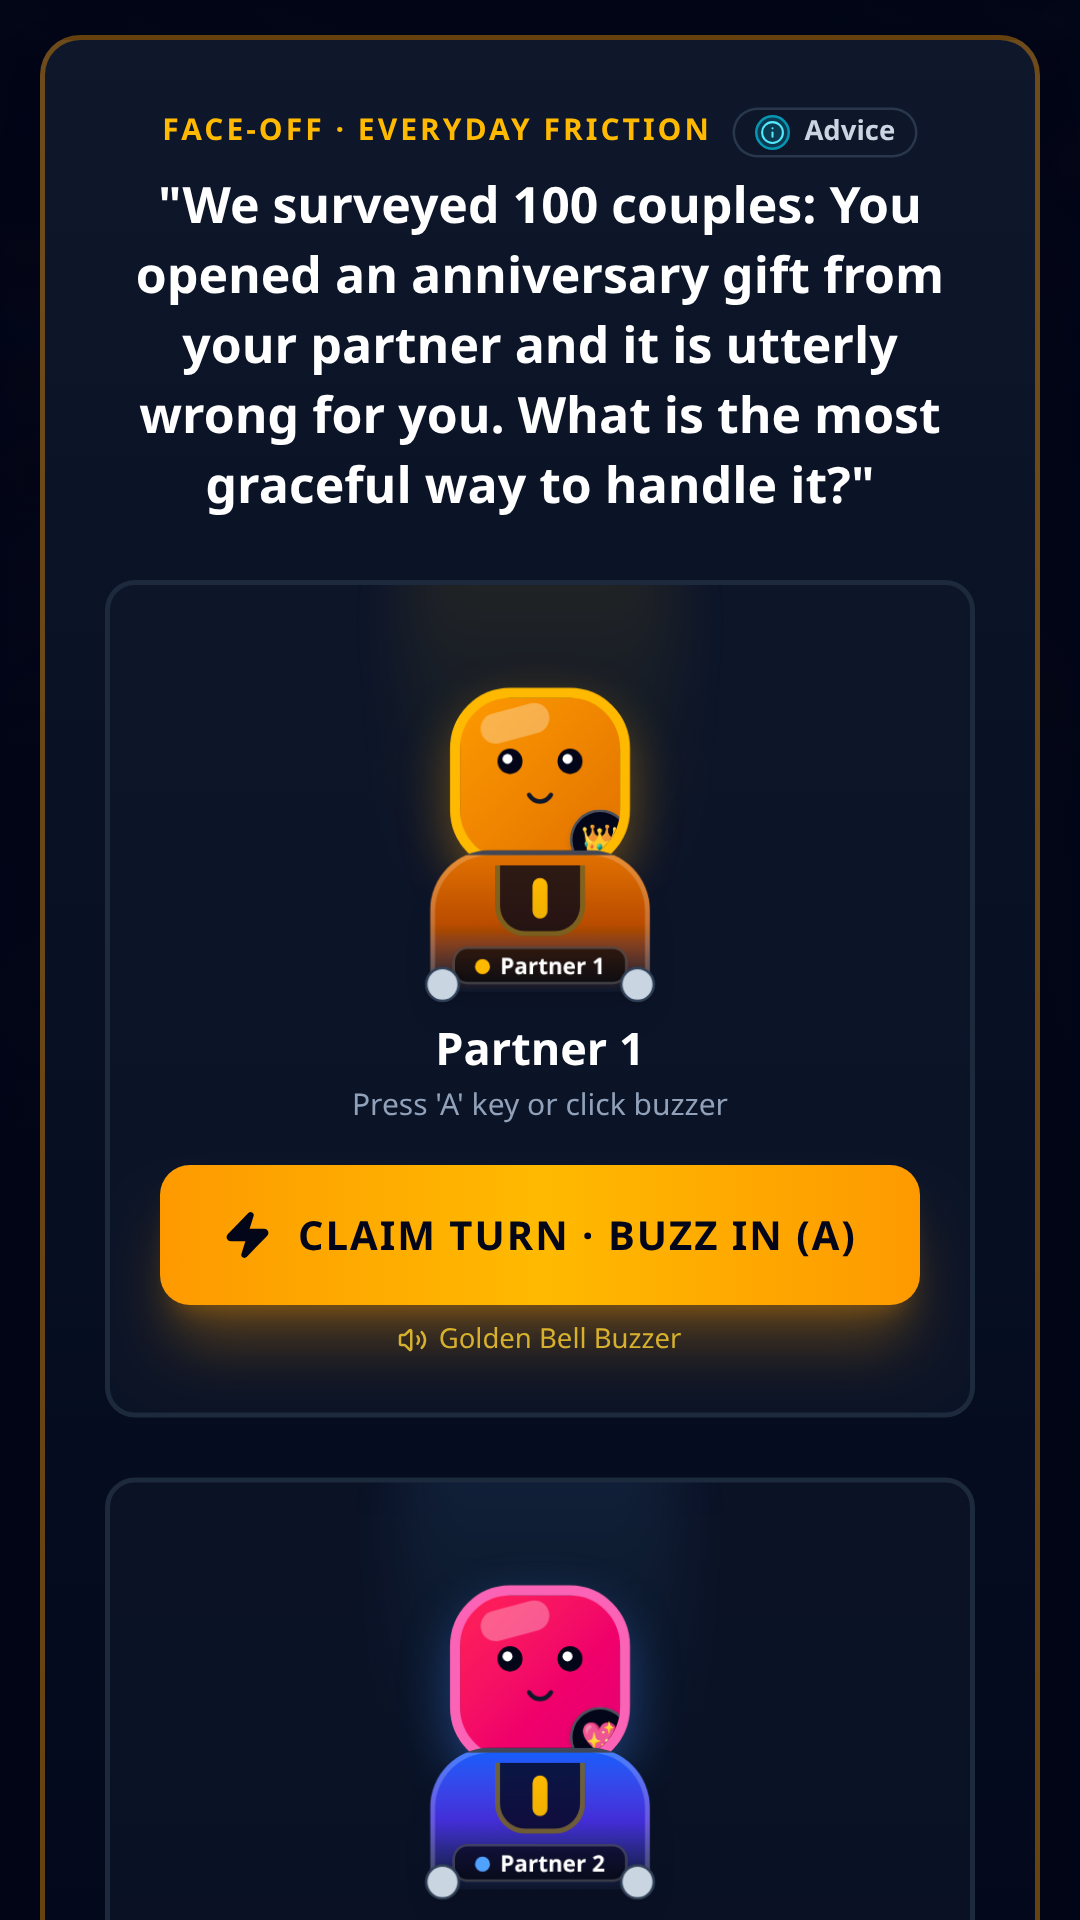 FACE-OFF · EVERYDAY FRICTION
Advice
"We surveyed 100 couples: You
opened an anniversary gift from
your partner and it is utterly
wrong for you. What is the most
graceful way to handle it?"
Partner 1
Partner 1
Press 'A' key or click buzzer
CLAIM TURN · BUZZ IN (A)
Golden Bell Buzzer
Partner 2